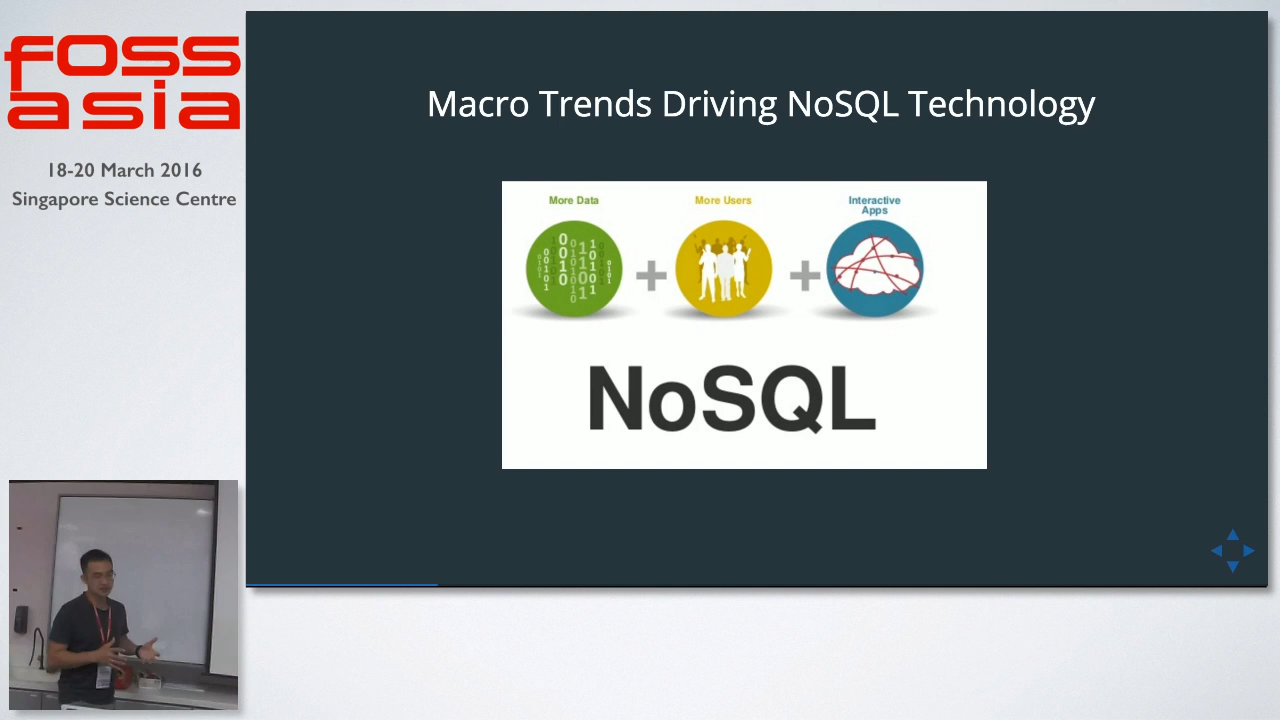 foss
asia
18-20 March 2016
Singapore Science Centre
Macro Trends Driving NoSQL Technology
More Data
More Users
Interactive
Apps
NoSQL